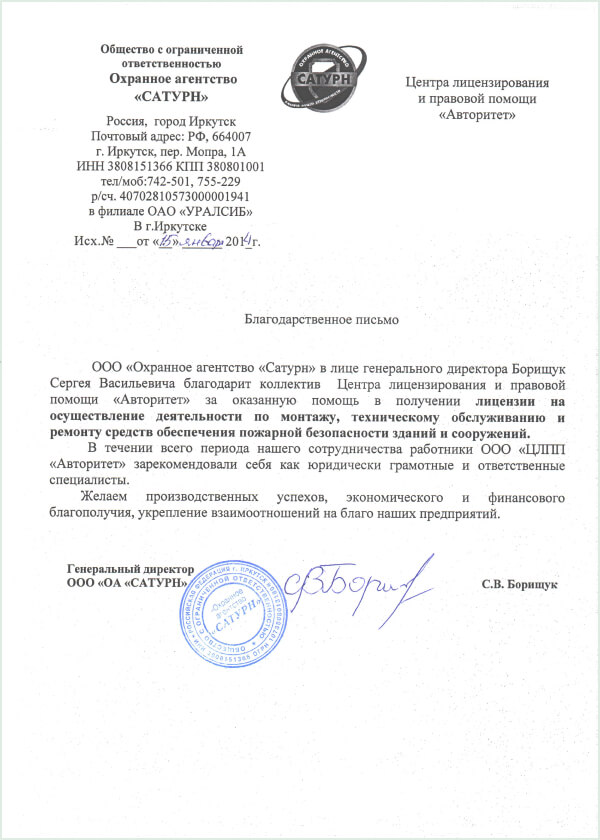 Общество с ограниченной
ответственностью
Охранное агентство
«САТУРН»
Россия, город Иркутск
Почтовый адрес: РФ, 664007
г. Иркутск, пер. Мопра, 1А
ИНН 3808151366 КПП 380801001
тел/моб:742-501, 755-229
р/сч. 40702810573000001941
в филиале ОАО «УРАЛСИБ»
В г.Иркутске
Исх.№ ___от «15» январь 2014 г.
ОХРАННОЕ АГЕНТСТВО
САТУРН
Центра лицензирования
и правовой помощи
«Авторитет»
Благодарственное письмо
ООО «Охранное агентство «Сатурн» в лице генерального директора Борищук
Сергея Васильевича благодарит коллектив Центра лицензирования и правовой
помощи «Авторитет» за оказанную помощь в получении лицензии на
осуществление деятельности по монтажу, техническому обслуживанию и
ремонту средств обеспечения пожарной безопасности зданий и сооружений.
В течении всего периода нашего сотрудничества работники ООО «ЦЛПП
«Авторитет» зарекомендовали себя как юридически грамотные и ответственные
специалисты.
Желаем производственных успехов, экономического и финансового
благополучия, укрепление взаимоотношений на благо наших предприятий.
Генеральный директор
ООО «ОА «САТУРН»
С.В. Борищук
РОССИЙСКАЯ ФЕДЕРАЦИЯ г. ИРКУТСК
ОБЩЕСТВО С ОГРАНИЧЕННОЙ ОТВЕТСТВЕННОСТЬЮ
ИНН 3808151366 ОГРН
Охранное
агентство
«САТУРН»